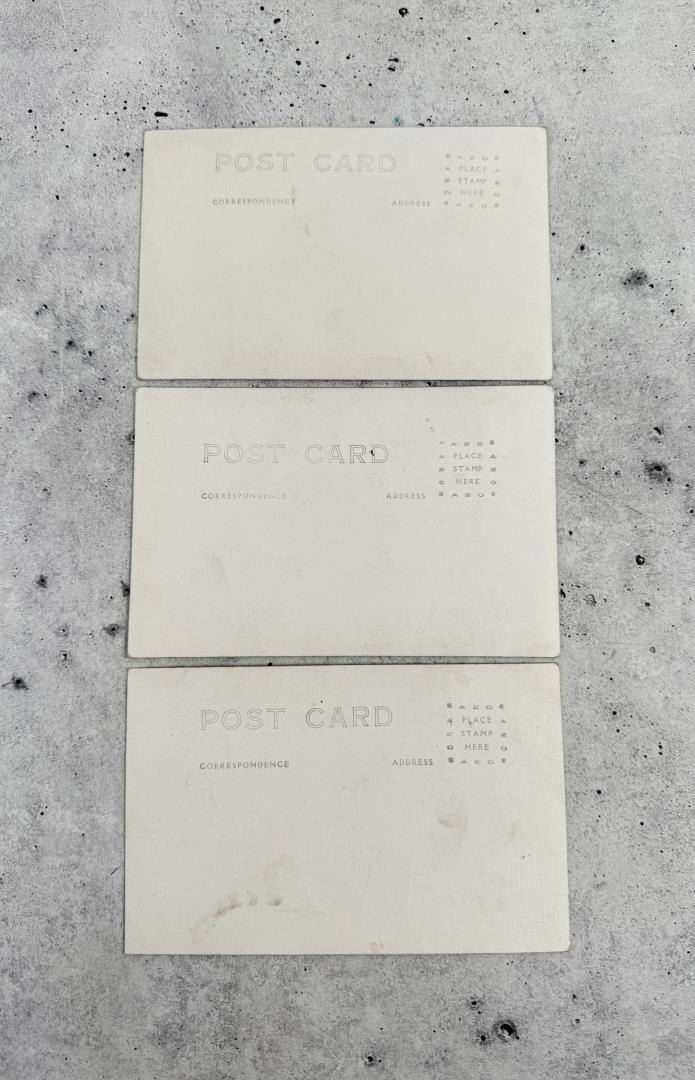 POST CARD
CORRESPONDENCE
ADDRESS
AZO
A PLACE A
Z STAMP Z
O HERE O
AZO
POST CARD
CORRESPONDENCE
ADDRESS
AZO
A PLACE A
Z STAMP Z
O HERE O
AZO
POST CARD
CORRESPONDENCE
ADDRESS
AZO
A PLACE A
Z STAMP Z
O HERE O
AZO